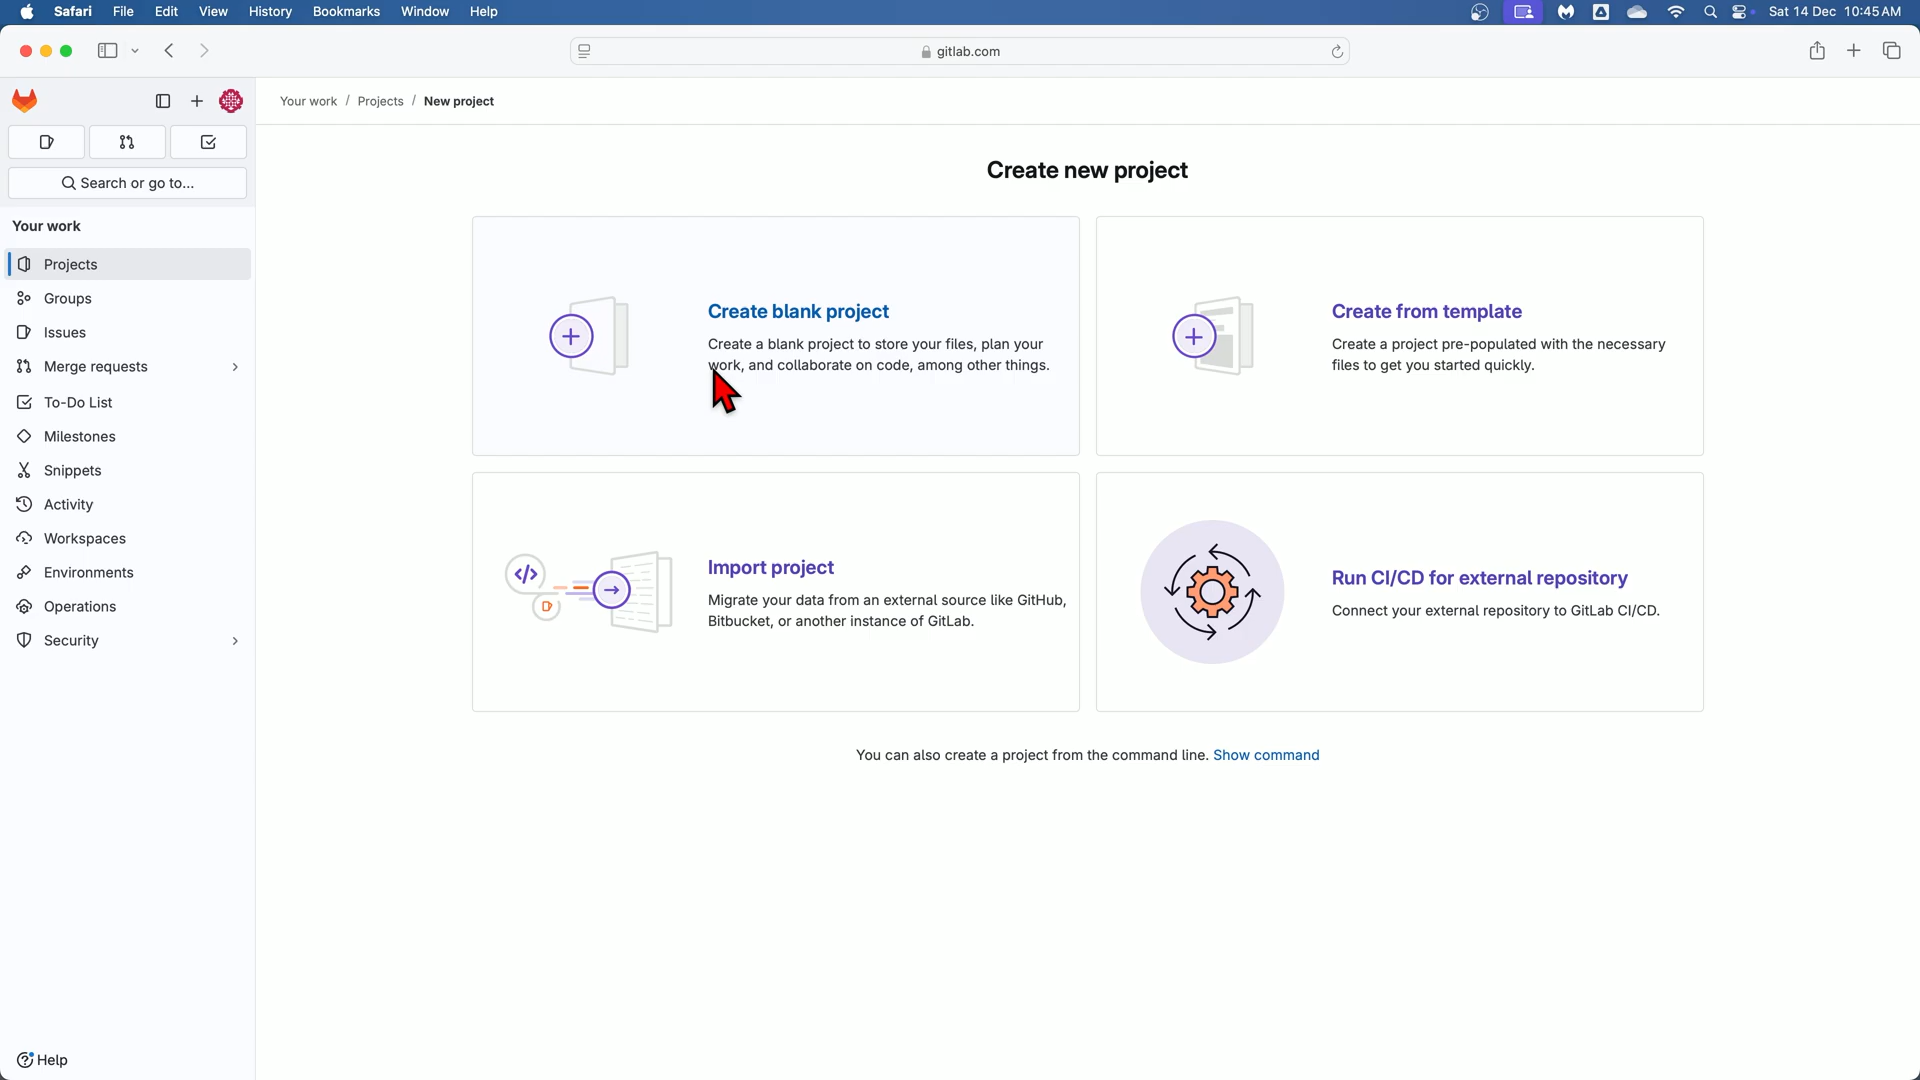 Safari File Edit View History Bookmarks Window Help Sat 14 Dec 10:45 AM
gitlab.com
Your work / Projects / New project
Search or go to...
Your work
Projects
Groups
Issues
Merge requests
To-Do List
Milestones
Snippets
Activity
Workspaces
Environments
Operations
Security
Help
Create new project
Create blank project
Create a blank project to store your files, plan your
work, and collaborate on code, among other things.
Create from template
Create a project pre-populated with the necessary
files to get you started quickly.
Import project
Migrate your data from an external source like GitHub,
Bitbucket, or another instance of GitLab.
Run CI/CD for external repository
Connect your external repository to GitLab CI/CD.
You can also create a project from the command line. Show command